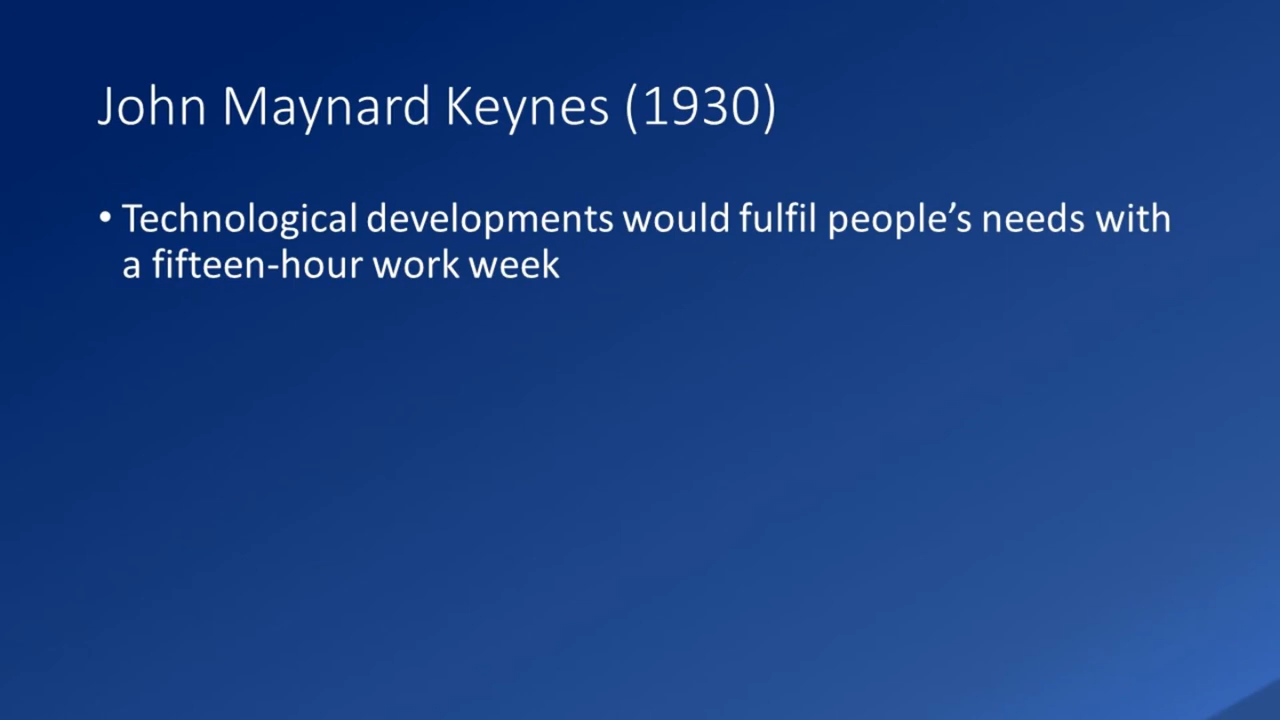 John Maynard Keynes (1930)
• Technological developments would fulfil people’s needs with
a fifteen-hour work week